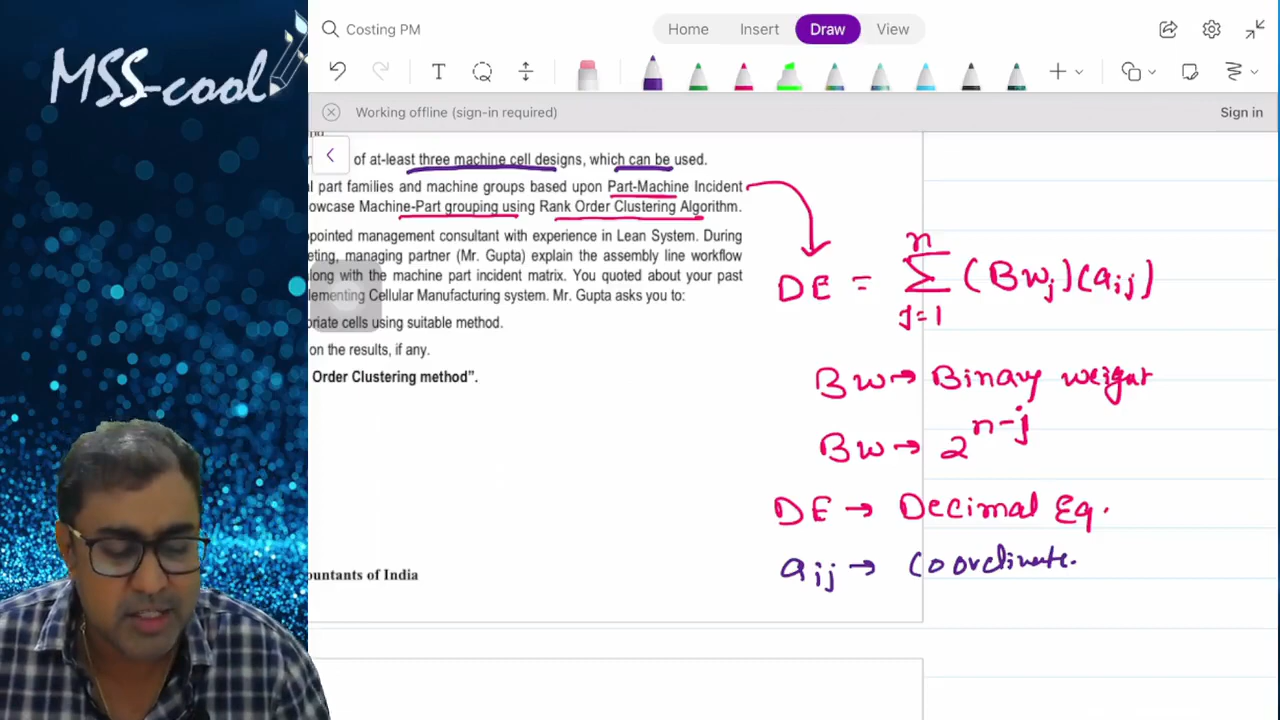 MSS-cool
Costing PM
Home Insert Draw View
Working offline (sign-in required)
Sign in
of at-least three machine cell designs, which can be used.
l part families and machine groups based upon Part-Machine Incident
owcase Machine-Part grouping using Rank Order Clustering Algorithm.
ppointed management consultant with experience in Lean System. During
eting, managing partner (Mr. Gupta) explain the assembly line workflow
long with the machine part incident matrix. You quoted about your past
lementing Cellular Manufacturing system. Mr. Gupta asks you to:
oriate cells using suitable method.
on the results, if any.
Order Clustering method”.
ountants of India
DE = n Σ j=1 (Bwj)(aij)
Bw → Binary weight
Bw → 2^n-j
DE → Decimal Eq.
aij → Coordinate.